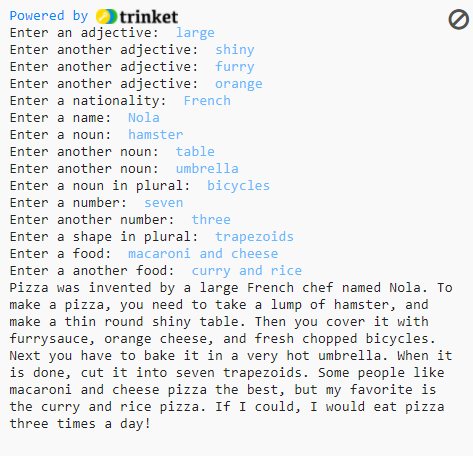 Powered by trinket
Enter an adjective: large
Enter another adjective: shiny
Enter another adjective: furry
Enter another adjective: orange
Enter a nationality: French
Enter a name: Nola
Enter a noun: hamster
Enter another noun: table
Enter another noun: umbrella
Enter a noun in plural: bicycles
Enter a number: seven
Enter another number: three
Enter a shape in plural: trapezoids
Enter a food: macaroni and cheese
Enter a another food: curry and rice
Pizza was invented by a large French chef named Nola. To
make a pizza, you need to take a lump of hamster, and
make a thin round shiny table. Then you cover it with
furrysauce, orange cheese, and fresh chopped bicycles.
Next you have to bake it in a very hot umbrella. When it
is done, cut it into seven trapezoids. Some people like
macaroni and cheese pizza the best, but my favorite is
the curry and rice pizza. If I could, I would eat pizza
three times a day!